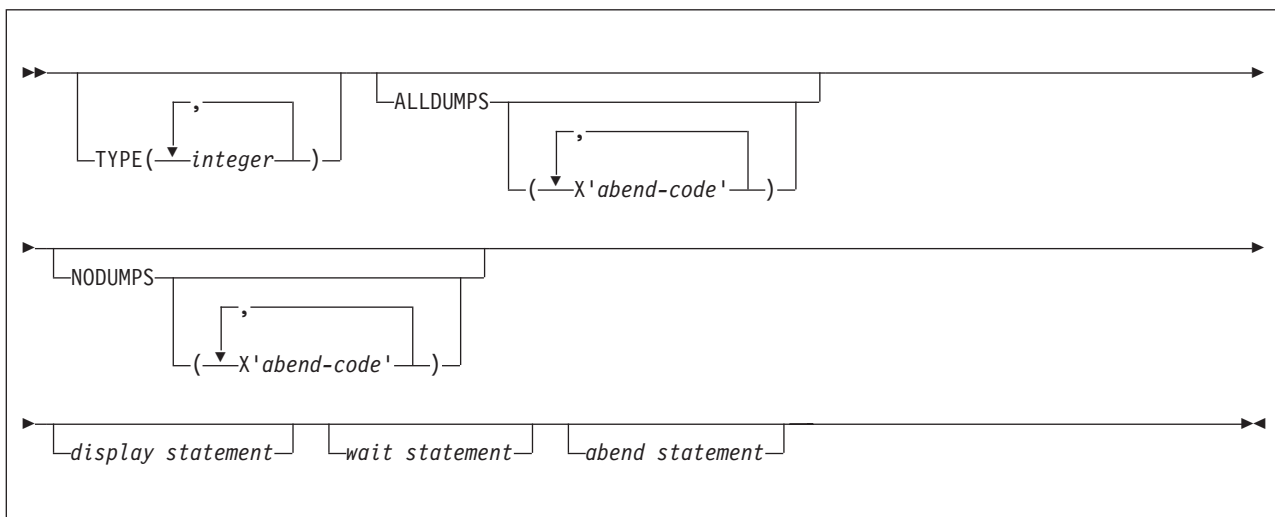 ALLDUMPS
,
,
TYPE( integer )
( X'abend-code' )
NODUMPS
,
( X'abend-code' )
display statement wait statement abend statement